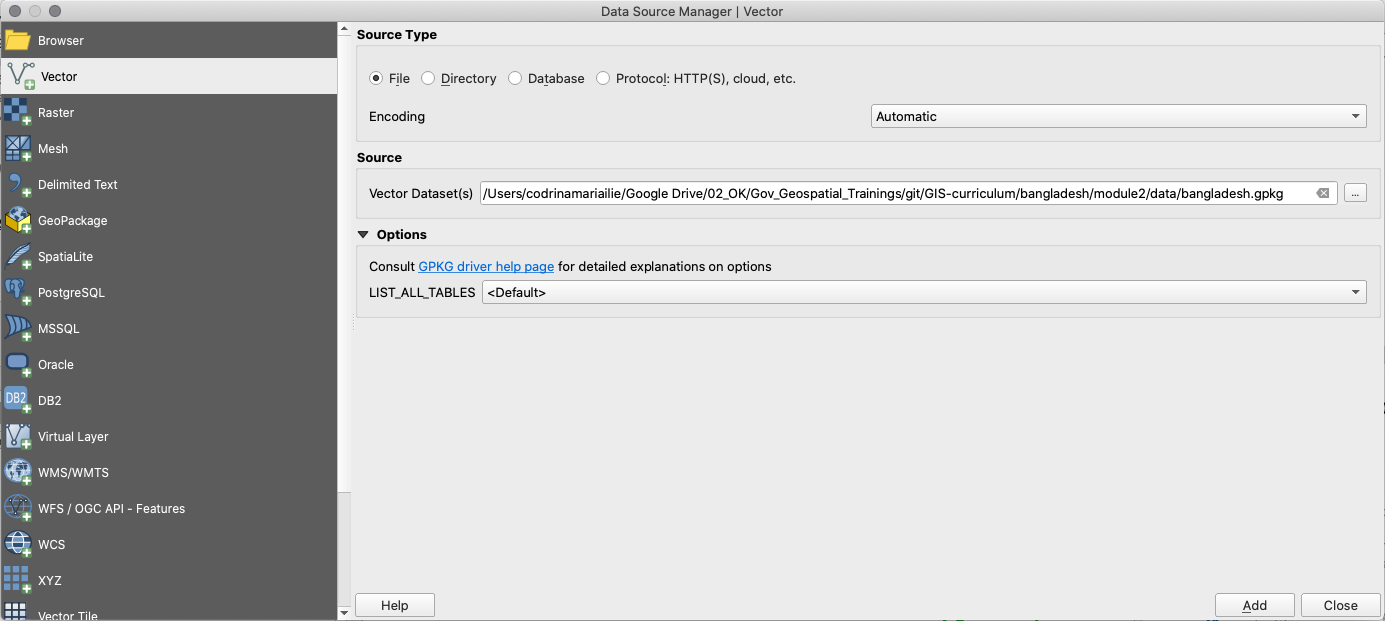 Data Source Manager | Vector
Browser
Vector
Raster
Mesh
Delimited Text
GeoPackage
SpatiaLite
PostgreSQL
MSSQL
Oracle
DB2
DB2
Virtual Layer
WMS/WMTS
WFS / OGC API - Features
WCS
XYZ
Vector Tile
Source Type
File Directory Database Protocol: HTTP(S), cloud, etc.
Encoding Automatic
Source
Vector Dataset(s) /Users/codrinamariailie/Google Drive/02_OK/Gov_Geospatial_Trainings/git/GIS-curriculum/bangladesh/module2/data/bangladesh.gpkg ...
Options
Consult GPKG driver help page for detailed explanations on options
LIST_ALL_TABLES <Default>
Help Add Close